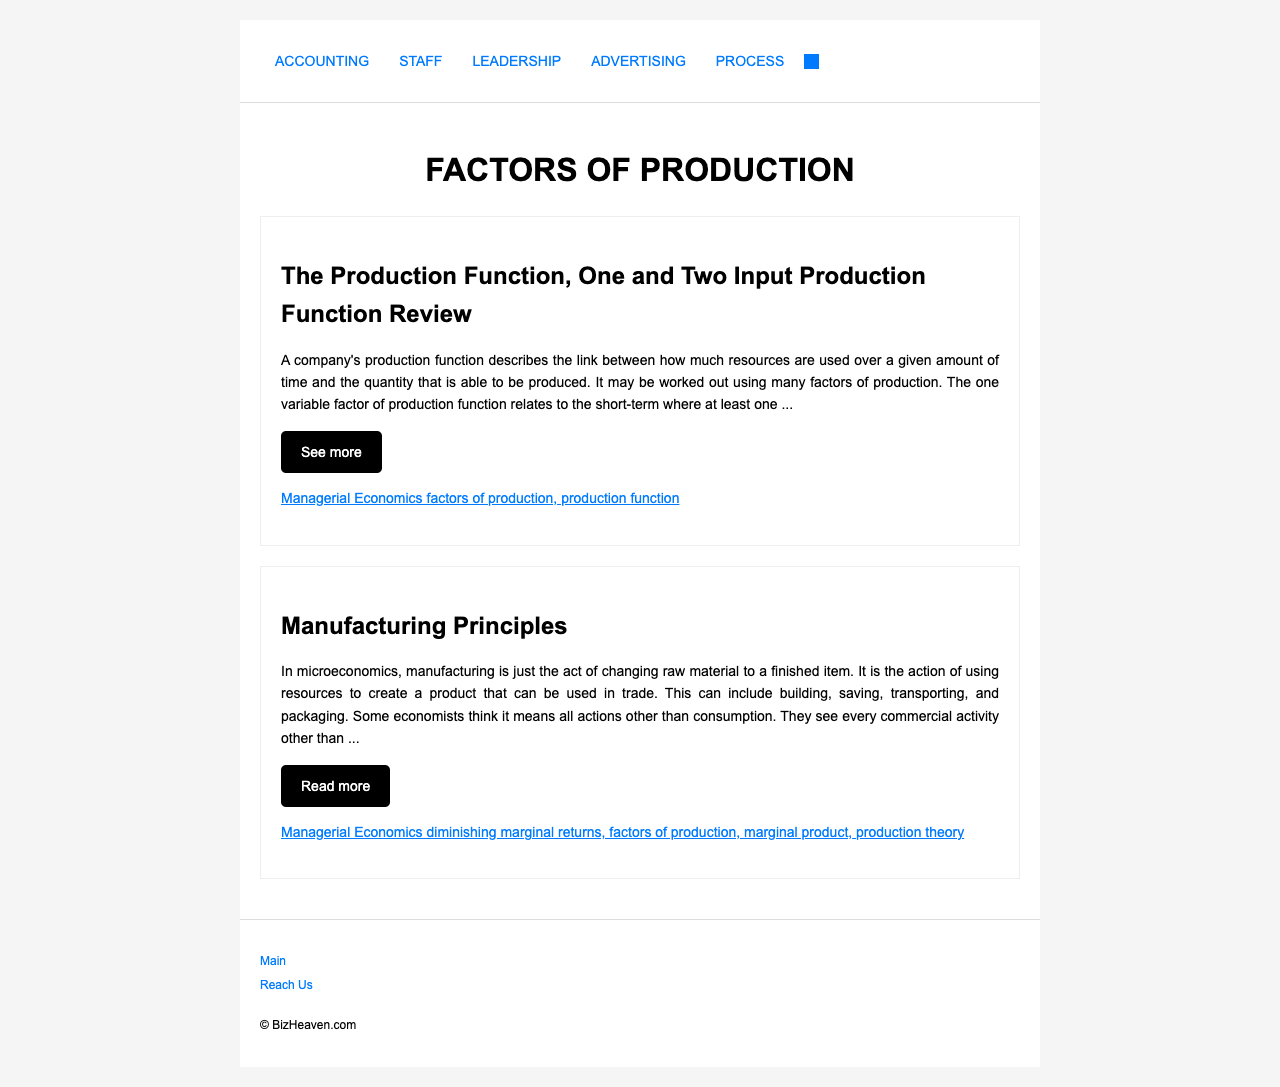 ACCOUNTING STAFF LEADERSHIP ADVERTISING PROCESS
FACTORS OF PRODUCTION
The Production Function, One and Two Input Production
Function Review
A company's production function describes the link between how much resources are used over a given amount of
time and the quantity that is able to be produced. It may be worked out using many factors of production. The one
variable factor of production function relates to the short-term where at least one ...
See more
Managerial Economics factors of production, production function
Manufacturing Principles
In microeconomics, manufacturing is just the act of changing raw material to a finished item. It is the action of using
resources to create a product that can be used in trade. This can include building, saving, transporting, and
packaging. Some economists think it means all actions other than consumption. They see every commercial activity
other than ...
Read more
Managerial Economics diminishing marginal returns, factors of production, marginal product, production theory
Main
Reach Us
© BizHeaven.com